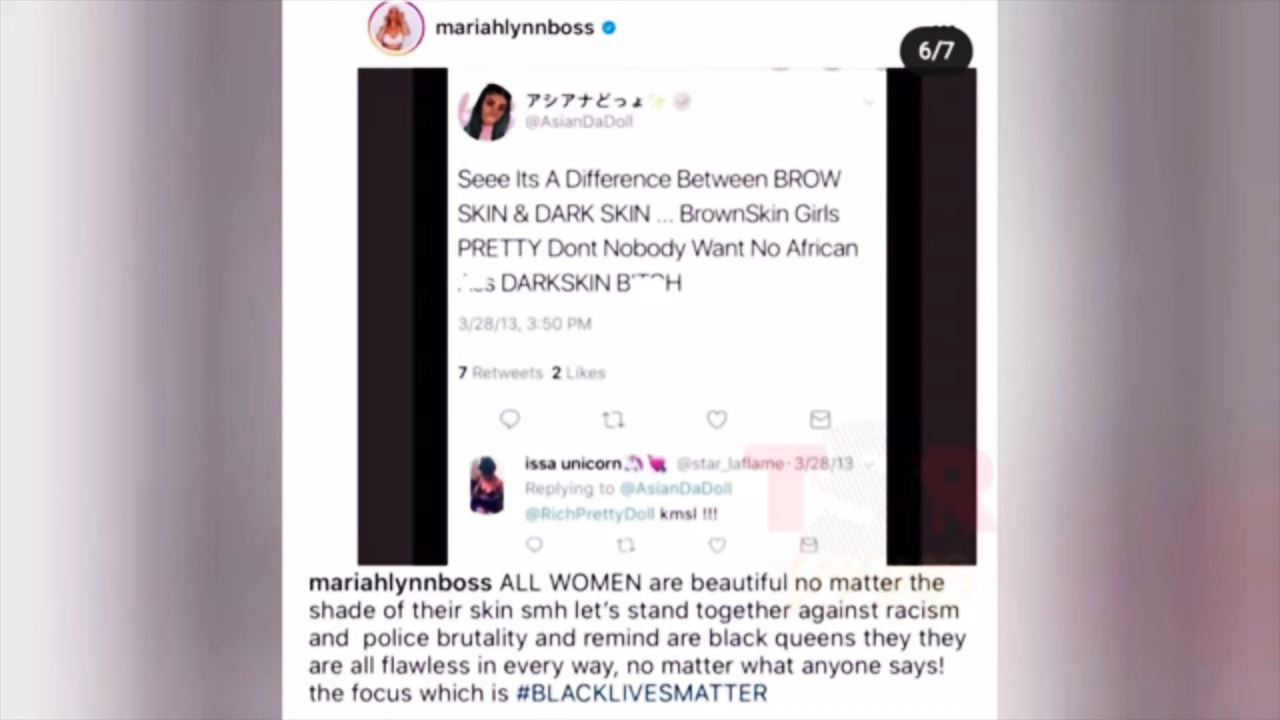 mariahlynnboss
6/7
アシアナどっょ
@AsianDaDoll
Seee Its A Difference Between BROW
SKIN & DARK SKIN ... BrownSkin Girls
PRETTY Dont Nobody Want No African
DARKSKIN
3/28/13, 3:50 PM
7 Retweets 2 Likes
issa unicorn @star_laflame · 3/28/13
Replying to @AsianDaDoll
@RichPrettyDoll kmsl !!!
TSR
mariahlynnboss ALL WOMEN are beautiful no matter the
shade of their skin smh let's stand together against racism
and police brutality and remind are black queens they they
are all flawless in every way, no matter what anyone says!
the focus which is #BLACKLIVESMATTER